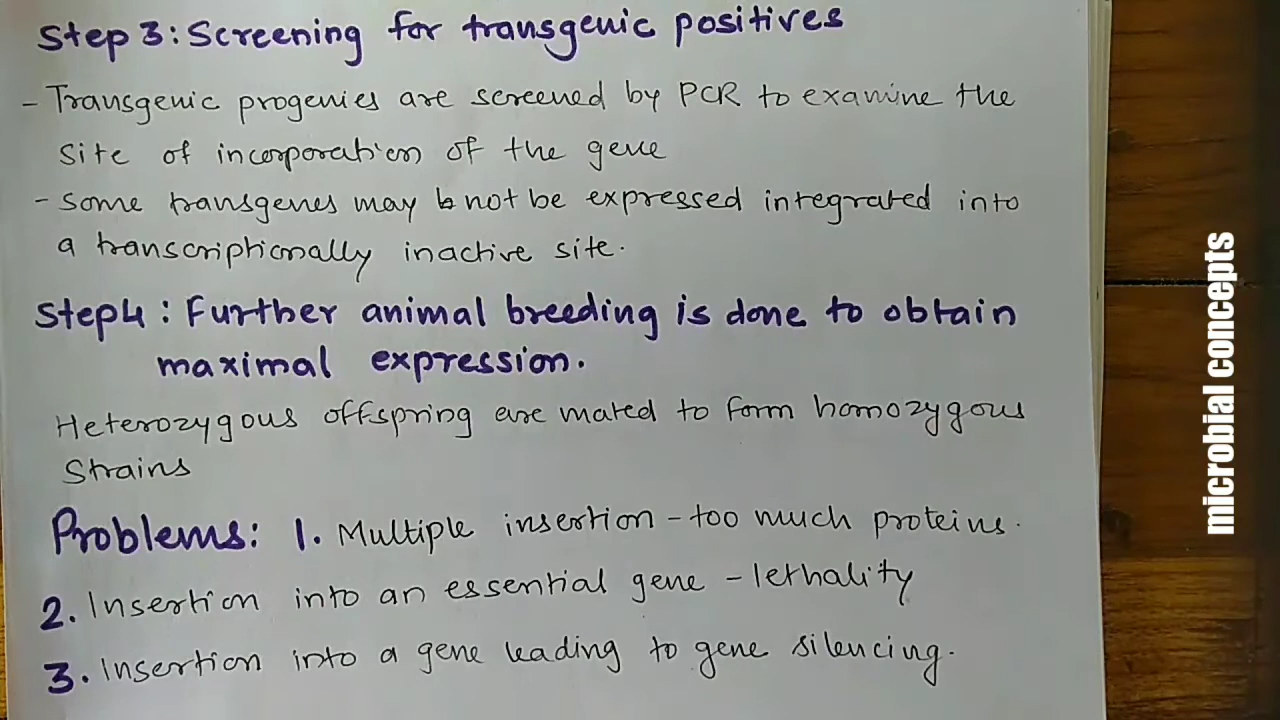 Step 3: Screening for transgenic positives
- Transgenic progenies are screened by PCR to examine the
site of incorporation of the gene
- Some transgenes may not be expressed integrated into
a transcriptionally inactive site.
Step4: Further animal breeding is done to obtain
maximal expression.
Heterozygous offspring are mated to form homozygous
Strains
Problems: 1. Multiple insertion - too much proteins.
2. Insertion into an essential gene - lethality
3. Insertion into a gene leading to gene silencing.
microbial concepts